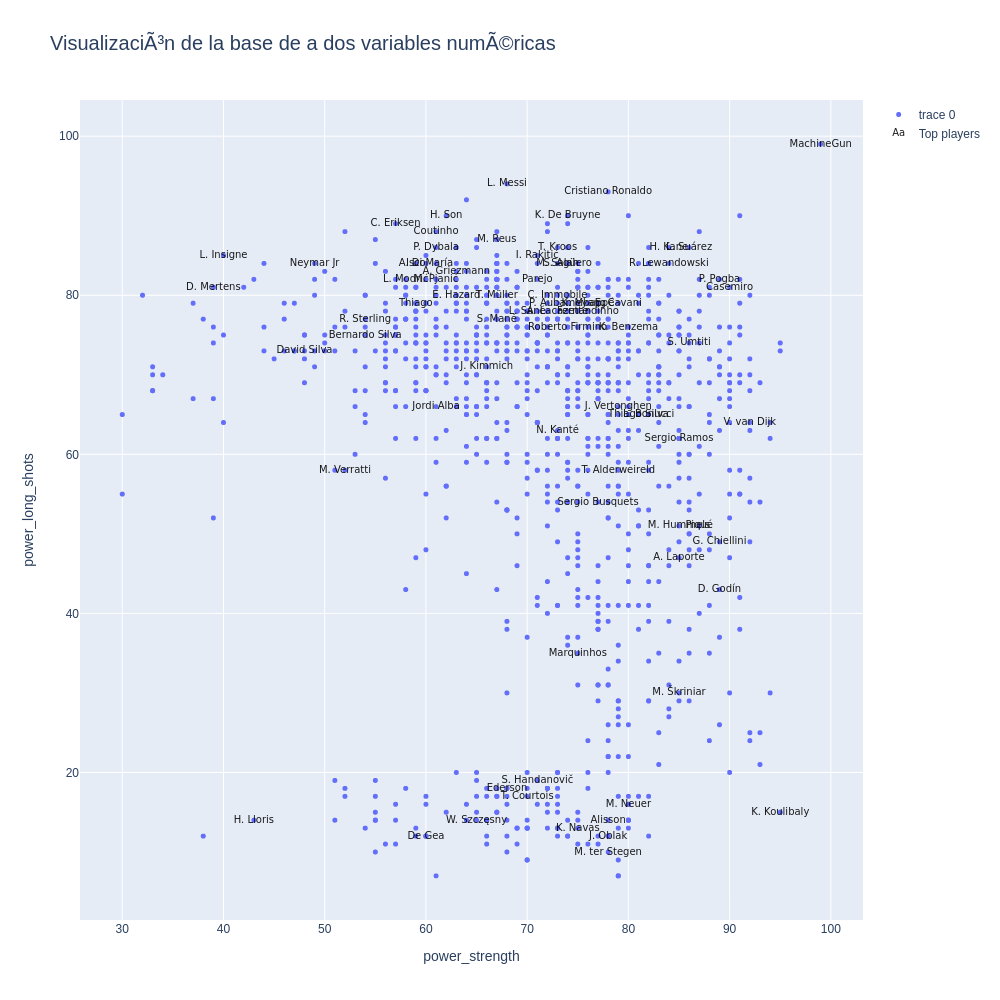 VisualizaciÃ³n de la base de a dos variables numÃ©ricas
trace 0
Aa Top players
100
80
60
40
20
power_long_shots
MachineGun
L. Messi
Cristiano Ronaldo
H. Son
K. De Bruyne
C. Eriksen
Coutinho
M. Reus
P. Dybala
T. Kroos
H. Kane
L. Suárez
L. Insigne
I. Rakitic
Neymar Jr
R. Lewandowski
A. Griezmann
Parejo
P. Pogba
D. Mertens
Casemiro
E. Hazard
T. Müller
C. Immobile
Thiago
E. Cavani
R. Sterling
S. Mané
Roberto Firmino
K. Benzema
Bernardo Silva
S. Umtiti
David Silva
J. Kimmich
Jordi Alba
J. Vertonghen
V. van Dijk
N. Kanté
Sergio Ramos
M. Verratti
T. Alderweireld
Sergio Busquets
M. Hummels
Piqué
G. Chiellini
A. Laporte
D. Godín
Marquinhos
M. Škriniar
S. Handanovič
Ederson
T. Courtois
M. Neuer
K. Koulibaly
H. Lloris
W. Szczęsny
Alisson
K. Navas
De Gea
J. Oblak
M. ter Stegen
30
40
50
60
70
80
90
100
power_strength